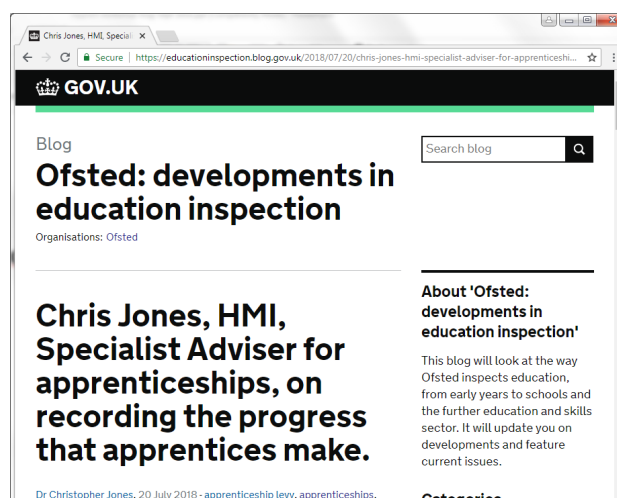 Chris Jones, HMI, Speciali
Secure
https://educationinspection.blog.gov.uk/2018/07/20/chris-jones-hmi-specialist-adviser-for-apprenticeshi...
GOV.UK
Blog
Ofsted: developments in
education inspection
Organisations: Ofsted
Search blog
Chris Jones, HMI,
Specialist Adviser for
apprenticeships, on
recording the progress
that apprentices make.
Dr Christopher Jones, 20 July 2018 - apprenticeship levy, apprenticeships,
About 'Ofsted:
developments in
education inspection'
This blog will look at the way
Ofsted inspects education,
from early years to schools and
the further education and skills
sector. It will update you on
developments and feature
current issues.
Categories